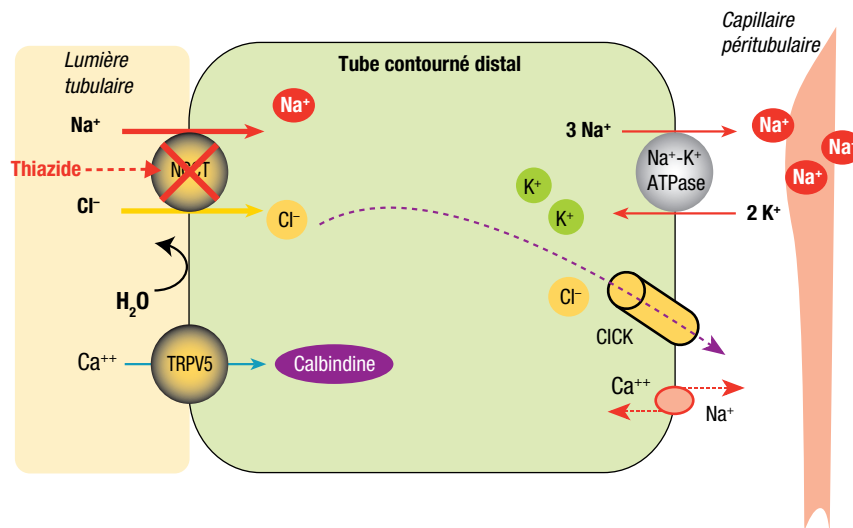 Lumière
tubulaire
Tube contourné distal
Capillaire
péritubulaire
Na⁺
Na⁺
3 Na⁺
Na⁺
Na⁺
Na⁺
Thiazide
NCCT
Na⁺-K⁺
ATPase
K⁺
K⁺
Cl⁻
Cl⁻
2 K⁺
H₂O
Cl⁻
ClCK
Ca⁺⁺
TRPV5
Calbindine
Ca⁺⁺
Na⁺